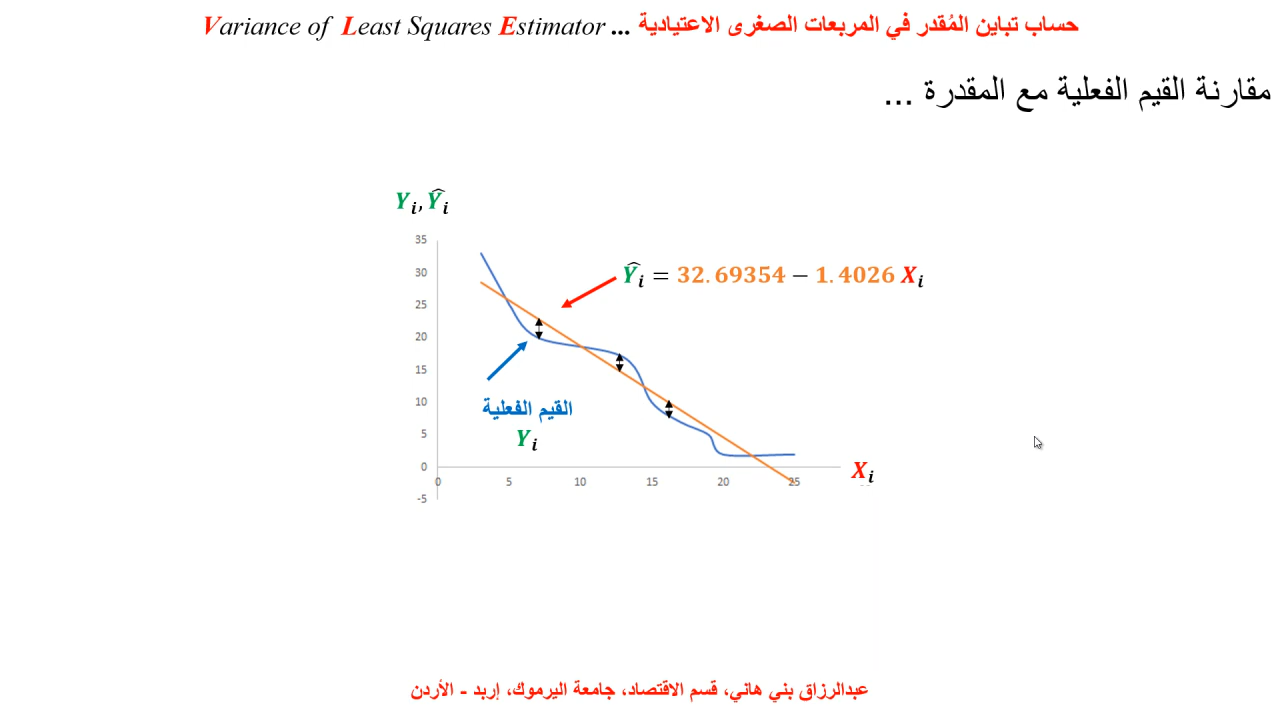 Variance of Least Squares Estimator ... حساب تباين المُقدر في المربعات الصغرى الاعتيادية
مقارنة القيم الفعلية مع المقدرة ...
Yᵢ, Ŷᵢ
35
30
25
20
15
10
5
0
-5
Ŷᵢ = 32.69354 − 1.4026 Xᵢ
القيم الفعلية
Yᵢ
0 5 10 15 20 25
Xᵢ
عبدالرزاق بني هاني، قسم الاقتصاد، جامعة اليرموك، إربد - الأردن